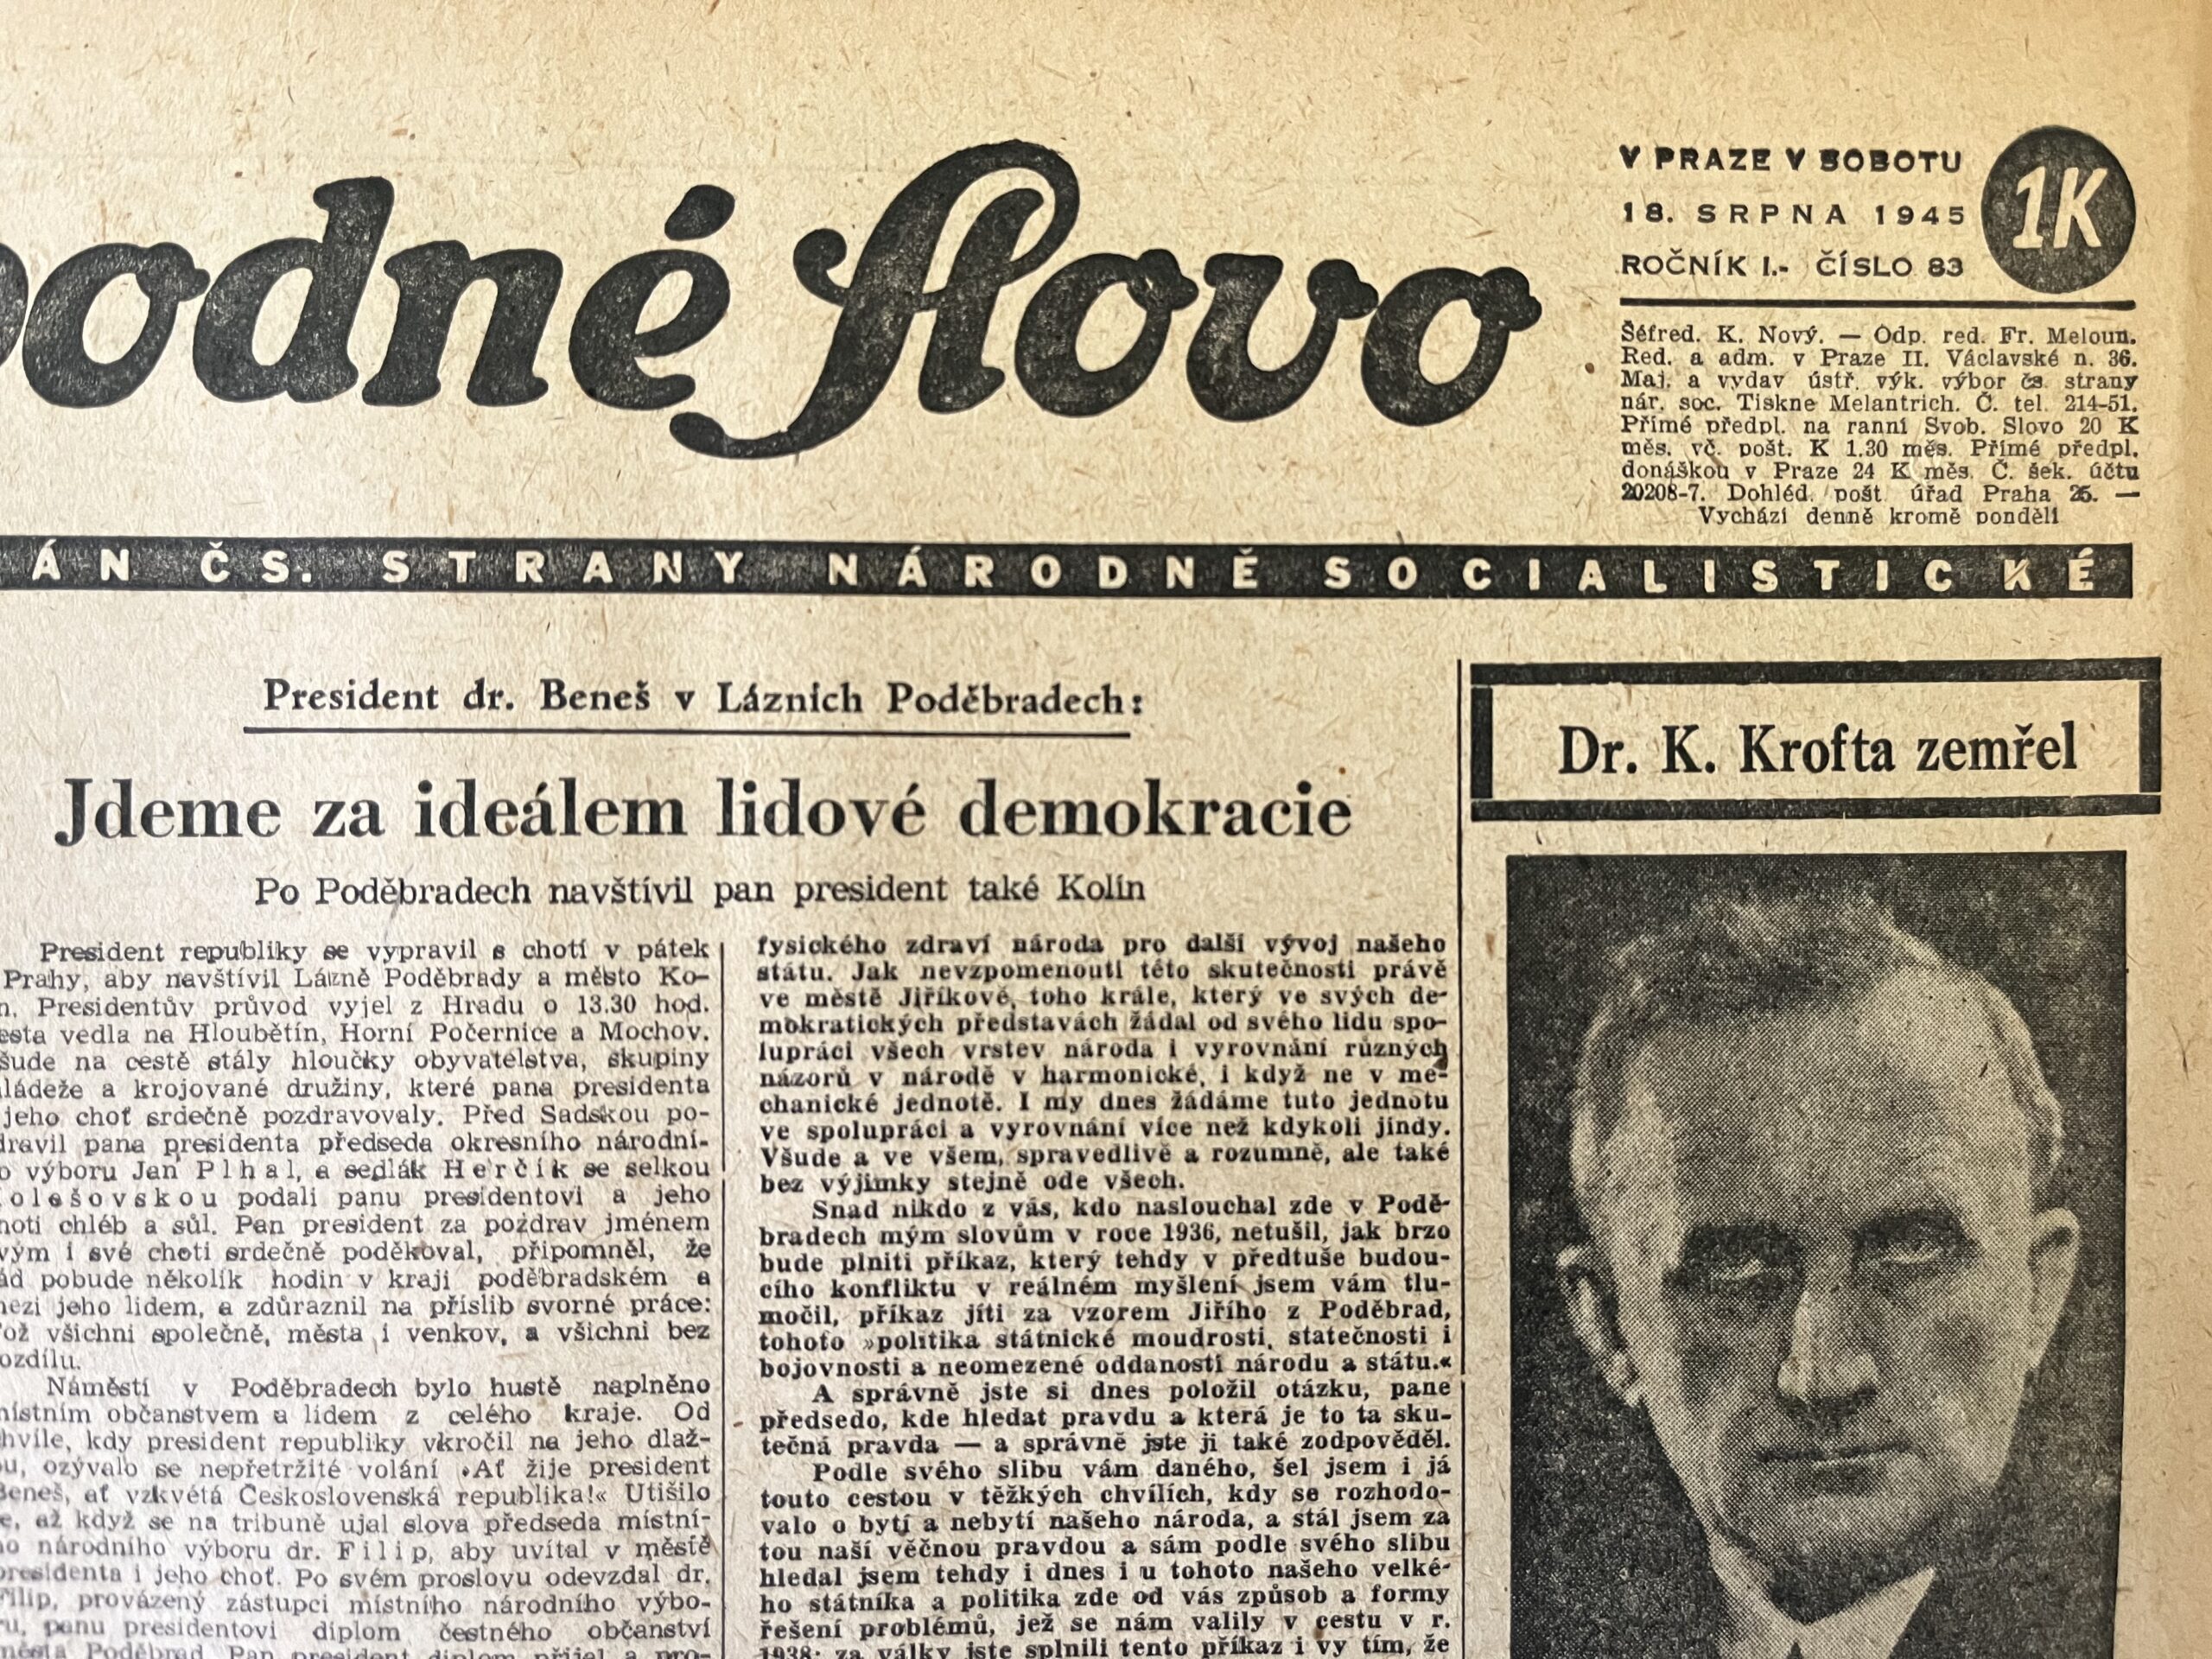 odné Slovo
V PRAZE V SOBOTU
18. SRPNA 1945
ROČNÍK I.- ČÍSLO 83
1K
Šéfred. K. Nový. — Odp. red. Fr. Meloun.
Red. a adm. v Praze II. Václavské n. 36.
Maj. a vydav ústř. výk. výbor čs. strany
nár. soc. Tiskne Melantrich. Č. tel. 214-51.
Přímé předpl. na ranní Svob. Slovo 20 K
měs. vč. pošt. K 1.30 měs. Přímé předpl.
donáškou v Praze 24 K měs. Č. šek. účtu
20208-7. Dohléd. pošt. úřad Praha 25. —
Vychází denně kromě pondělí
ÁN ČS. STRANY NÁRODNĚ SOCIALISTICKÉ
President dr. Beneš v Lázních Poděbradech:
Jdeme za ideálem lidové demokracie
Po Poděbradech navštívil pan president také Kolín
President republiky se vypravil s chotí v pátek
Prahy, aby navštívil Lázně Poděbrady a město Ko-
n. Presidentův průvod vyjel z Hradu o 13.30 hod.
esta vedla na Hloubětín, Horní Počernice a Mochov.
šude na cestě stály hloučky obyvatelstva, skupiny
ládeže a krojované družiny, které pana presidenta
jeho choť srdečně pozdravovaly. Před Sadskou po-
dravil pana presidenta předseda okresního národní-
o výboru Jan Plhal, a sedlák Herčík se selkou
olešovskou podali panu presidentovi a jeho
hoti chléb a sůl. Pan president za pozdrav jménem
vým i své choti srdečně poděkoval, připomněl, že
ád pobude několik hodin v kraji poděbradském a
ezi jeho lidem, a zdůraznil na příslib svorné práce:
ož všichni společně, města i venkov, a všichni bez
ozdílu.
Náměstí v Poděbradech bylo hustě naplněno
ístním občanstvem a lidem z celého kraje. Od
hvíle, kdy president republiky vkročil na jeho dlaž-
u, ozývalo se nepřetržité volání »Ať žije president
Beneš, ať vzkvétá Československá republika!« Utišilo
e, až když se na tribuně ujal slova předseda místní-
o národního výboru dr. Filip, aby uvítal v městě
presidenta i jeho choť. Po svém proslovu odevzdal dr.
Filip, provázený zástupci místního národního výbo-
ru, panu presidentovi diplom čestného občanství
města Poděbrad. Pan president diplom přijal a pro-
fysického zdraví národa pro další vývoj našeho
státu. Jak nevzpomenouti této skutečnosti právě
ve městě Jiříkově, toho krále, který ve svých de-
mokratických představách žádal od svého lidu spo-
lupráci všech vrstev národa i vyrovnání různých
názorů v národě v harmonické, i když ne v me-
chanické jednotě. I my dnes žádáme tuto jednotu
ve spolupráci a vyrovnání více než kdykoli jindy.
Všude a ve všem, spravedlivě a rozumně, ale také
bez výjimky stejně ode všech.
Snad nikdo z vás, kdo naslouchal zde v Podě-
bradech mým slovům v roce 1936, netušil, jak brzo
bude plniti příkaz, který tehdy v předtuše budou-
cího konfliktu v reálném myšlení jsem vám tlu-
močil, příkaz jíti za vzorem Jiřího z Poděbrad,
tohoto »politika státnické moudrosti, statečnosti i
bojovnosti a neomezené oddanosti národu a státu.«
A správně jste si dnes položil otázku, pane
předsedo, kde hledat pravdu a která je to ta sku-
tečná pravda — a správně jste ji také zodpověděl.
Podle svého slibu vám daného, šel jsem i já
touto cestou v těžkých chvílích, kdy se rozhodo-
valo o bytí a nebytí našeho národa, a stál jsem za
tou naší věčnou pravdou a sám podle svého slibu
hledal jsem tehdy i dnes i u tohoto našeho velké-
ho státníka a politika zde od vás způsob a formy
řešení problémů, jež se nám valily v cestu v r.
1938; za války jste splnili tento příkaz i vy tím, že
Dr. K. Krofta zemřel